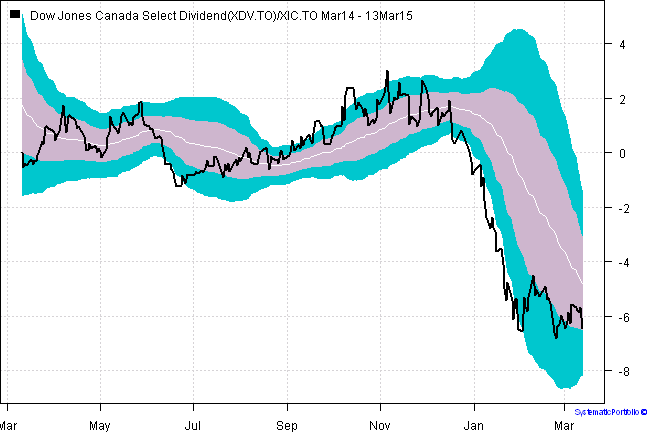 Dow Jones Canada Select Dividend(XDV.TO)/XIC.TO Mar14 - 13Mar15
4
2
0
-2
-4
-6
-8
Mar May Jul Sep Nov Jan Mar
SystematicPortfolio ©